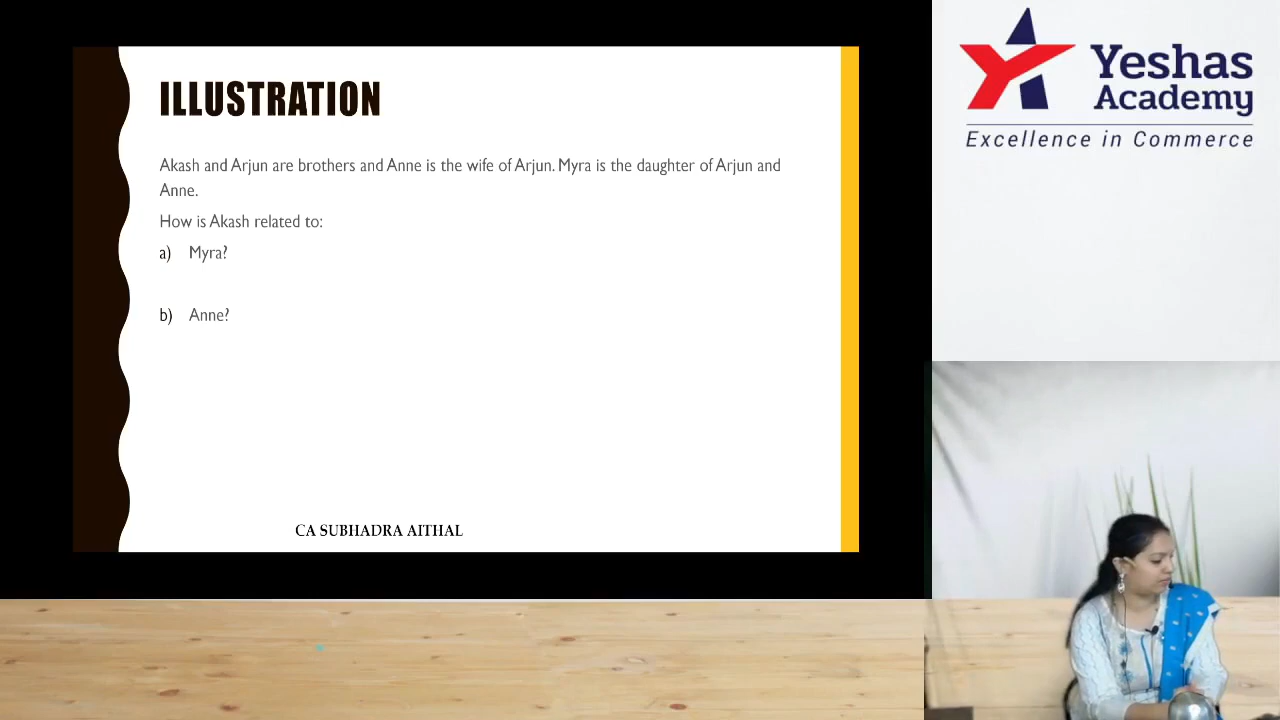 ILLUSTRATION
Akash and Arjun are brothers and Anne is the wife of Arjun. Myra is the daughter of Arjun and
Anne.
How is Akash related to:
a) Myra?
b) Anne?
CA SUBHADRA AITHAL
Yeshas
Academy
Excellence in Commerce